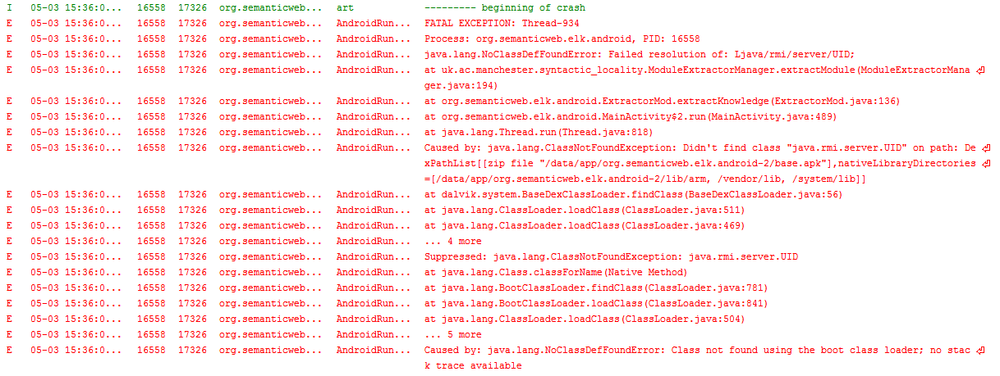 I 05-03 15:36:0... 16558 17326 org.semanticweb... art --------- beginning of crash
E 05-03 15:36:0... 16558 17326 org.semanticweb... AndroidRun... FATAL EXCEPTION: Thread-934
E 05-03 15:36:0... 16558 17326 org.semanticweb... AndroidRun... Process: org.semanticweb.elk.android, PID: 16558
E 05-03 15:36:0... 16558 17326 org.semanticweb... AndroidRun... java.lang.NoClassDefFoundError: Failed resolution of: Ljava/rmi/server/UID;
E 05-03 15:36:0... 16558 17326 org.semanticweb... AndroidRun... at uk.ac.manchester.syntactic_locality.ModuleExtractorManager.extractModule(ModuleExtractorMana
ger.java:194)
E 05-03 15:36:0... 16558 17326 org.semanticweb... AndroidRun... at org.semanticweb.elk.android.ExtractorMod.extractKnowledge(ExtractorMod.java:136)
E 05-03 15:36:0... 16558 17326 org.semanticweb... AndroidRun... at org.semanticweb.elk.android.MainActivity$2.run(MainActivity.java:489)
E 05-03 15:36:0... 16558 17326 org.semanticweb... AndroidRun... at java.lang.Thread.run(Thread.java:818)
E 05-03 15:36:0... 16558 17326 org.semanticweb... AndroidRun... Caused by: java.lang.ClassNotFoundException: Didn't find class "java.rmi.server.UID" on path: De
xPathList[[zip file "/data/app/org.semanticweb.elk.android-2/base.apk"],nativeLibraryDirectories
=[/data/app/org.semanticweb.elk.android-2/lib/arm, /vendor/lib, /system/lib]]
E 05-03 15:36:0... 16558 17326 org.semanticweb... AndroidRun... at dalvik.system.BaseDexClassLoader.findClass(BaseDexClassLoader.java:56)
E 05-03 15:36:0... 16558 17326 org.semanticweb... AndroidRun... at java.lang.ClassLoader.loadClass(ClassLoader.java:511)
E 05-03 15:36:0... 16558 17326 org.semanticweb... AndroidRun... at java.lang.ClassLoader.loadClass(ClassLoader.java:469)
E 05-03 15:36:0... 16558 17326 org.semanticweb... AndroidRun... ... 4 more
E 05-03 15:36:0... 16558 17326 org.semanticweb... AndroidRun... Suppressed: java.lang.ClassNotFoundException: java.rmi.server.UID
E 05-03 15:36:0... 16558 17326 org.semanticweb... AndroidRun... at java.lang.Class.classForName(Native Method)
E 05-03 15:36:0... 16558 17326 org.semanticweb... AndroidRun... at java.lang.BootClassLoader.findClass(ClassLoader.java:781)
E 05-03 15:36:0... 16558 17326 org.semanticweb... AndroidRun... at java.lang.BootClassLoader.loadClass(ClassLoader.java:841)
E 05-03 15:36:0... 16558 17326 org.semanticweb... AndroidRun... at java.lang.ClassLoader.loadClass(ClassLoader.java:504)
E 05-03 15:36:0... 16558 17326 org.semanticweb... AndroidRun... ... 5 more
E 05-03 15:36:0... 16558 17326 org.semanticweb... AndroidRun... Caused by: java.lang.NoClassDefFoundError: Class not found using the boot class loader; no stac
k trace available